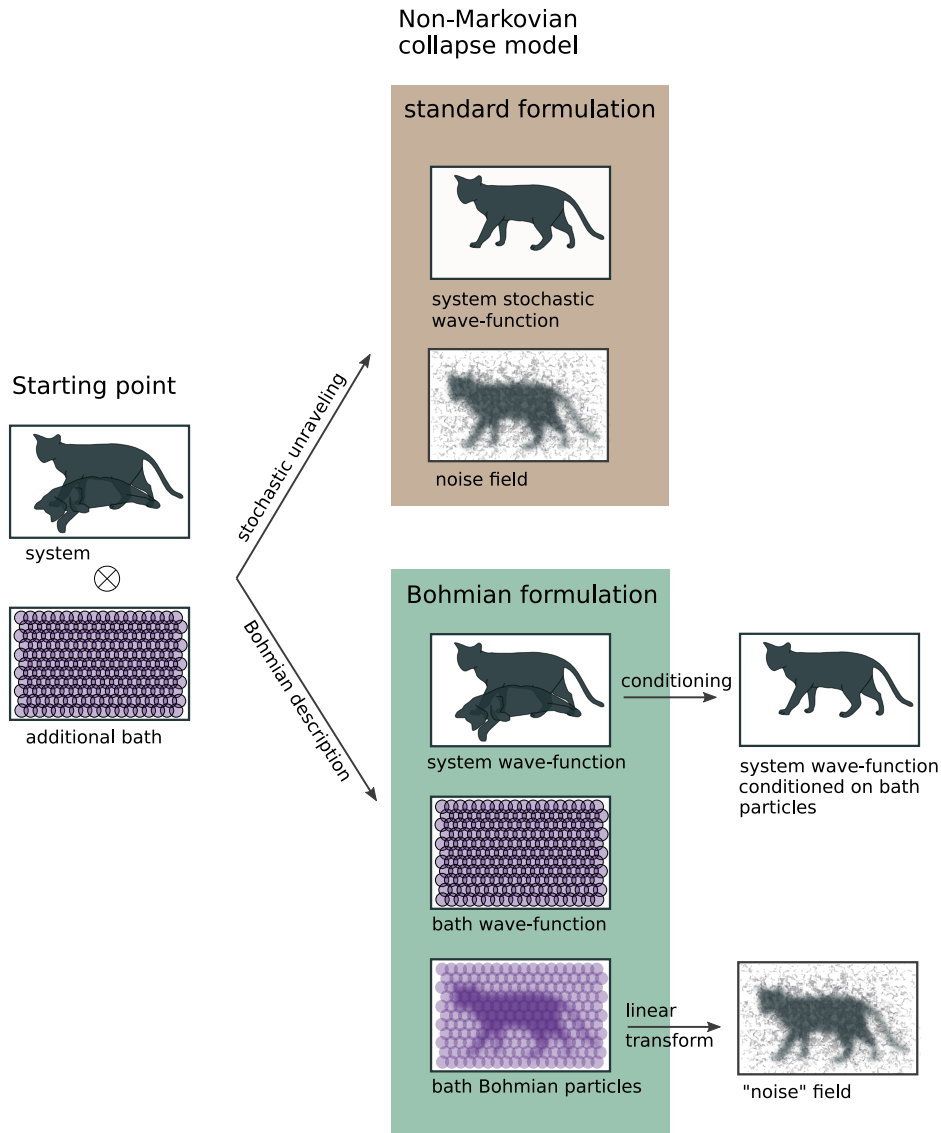 Non-Markovian
collapse model
standard formulation
system stochastic
wave-function
noise field
Starting point
system
additional bath
stochastic unraveling
Bohmian description
Bohmian formulation
system wave-function
conditioning
system wave-function
conditioned on bath
particles
bath wave-function
bath Bohmian particles
linear
transform
"noise" field